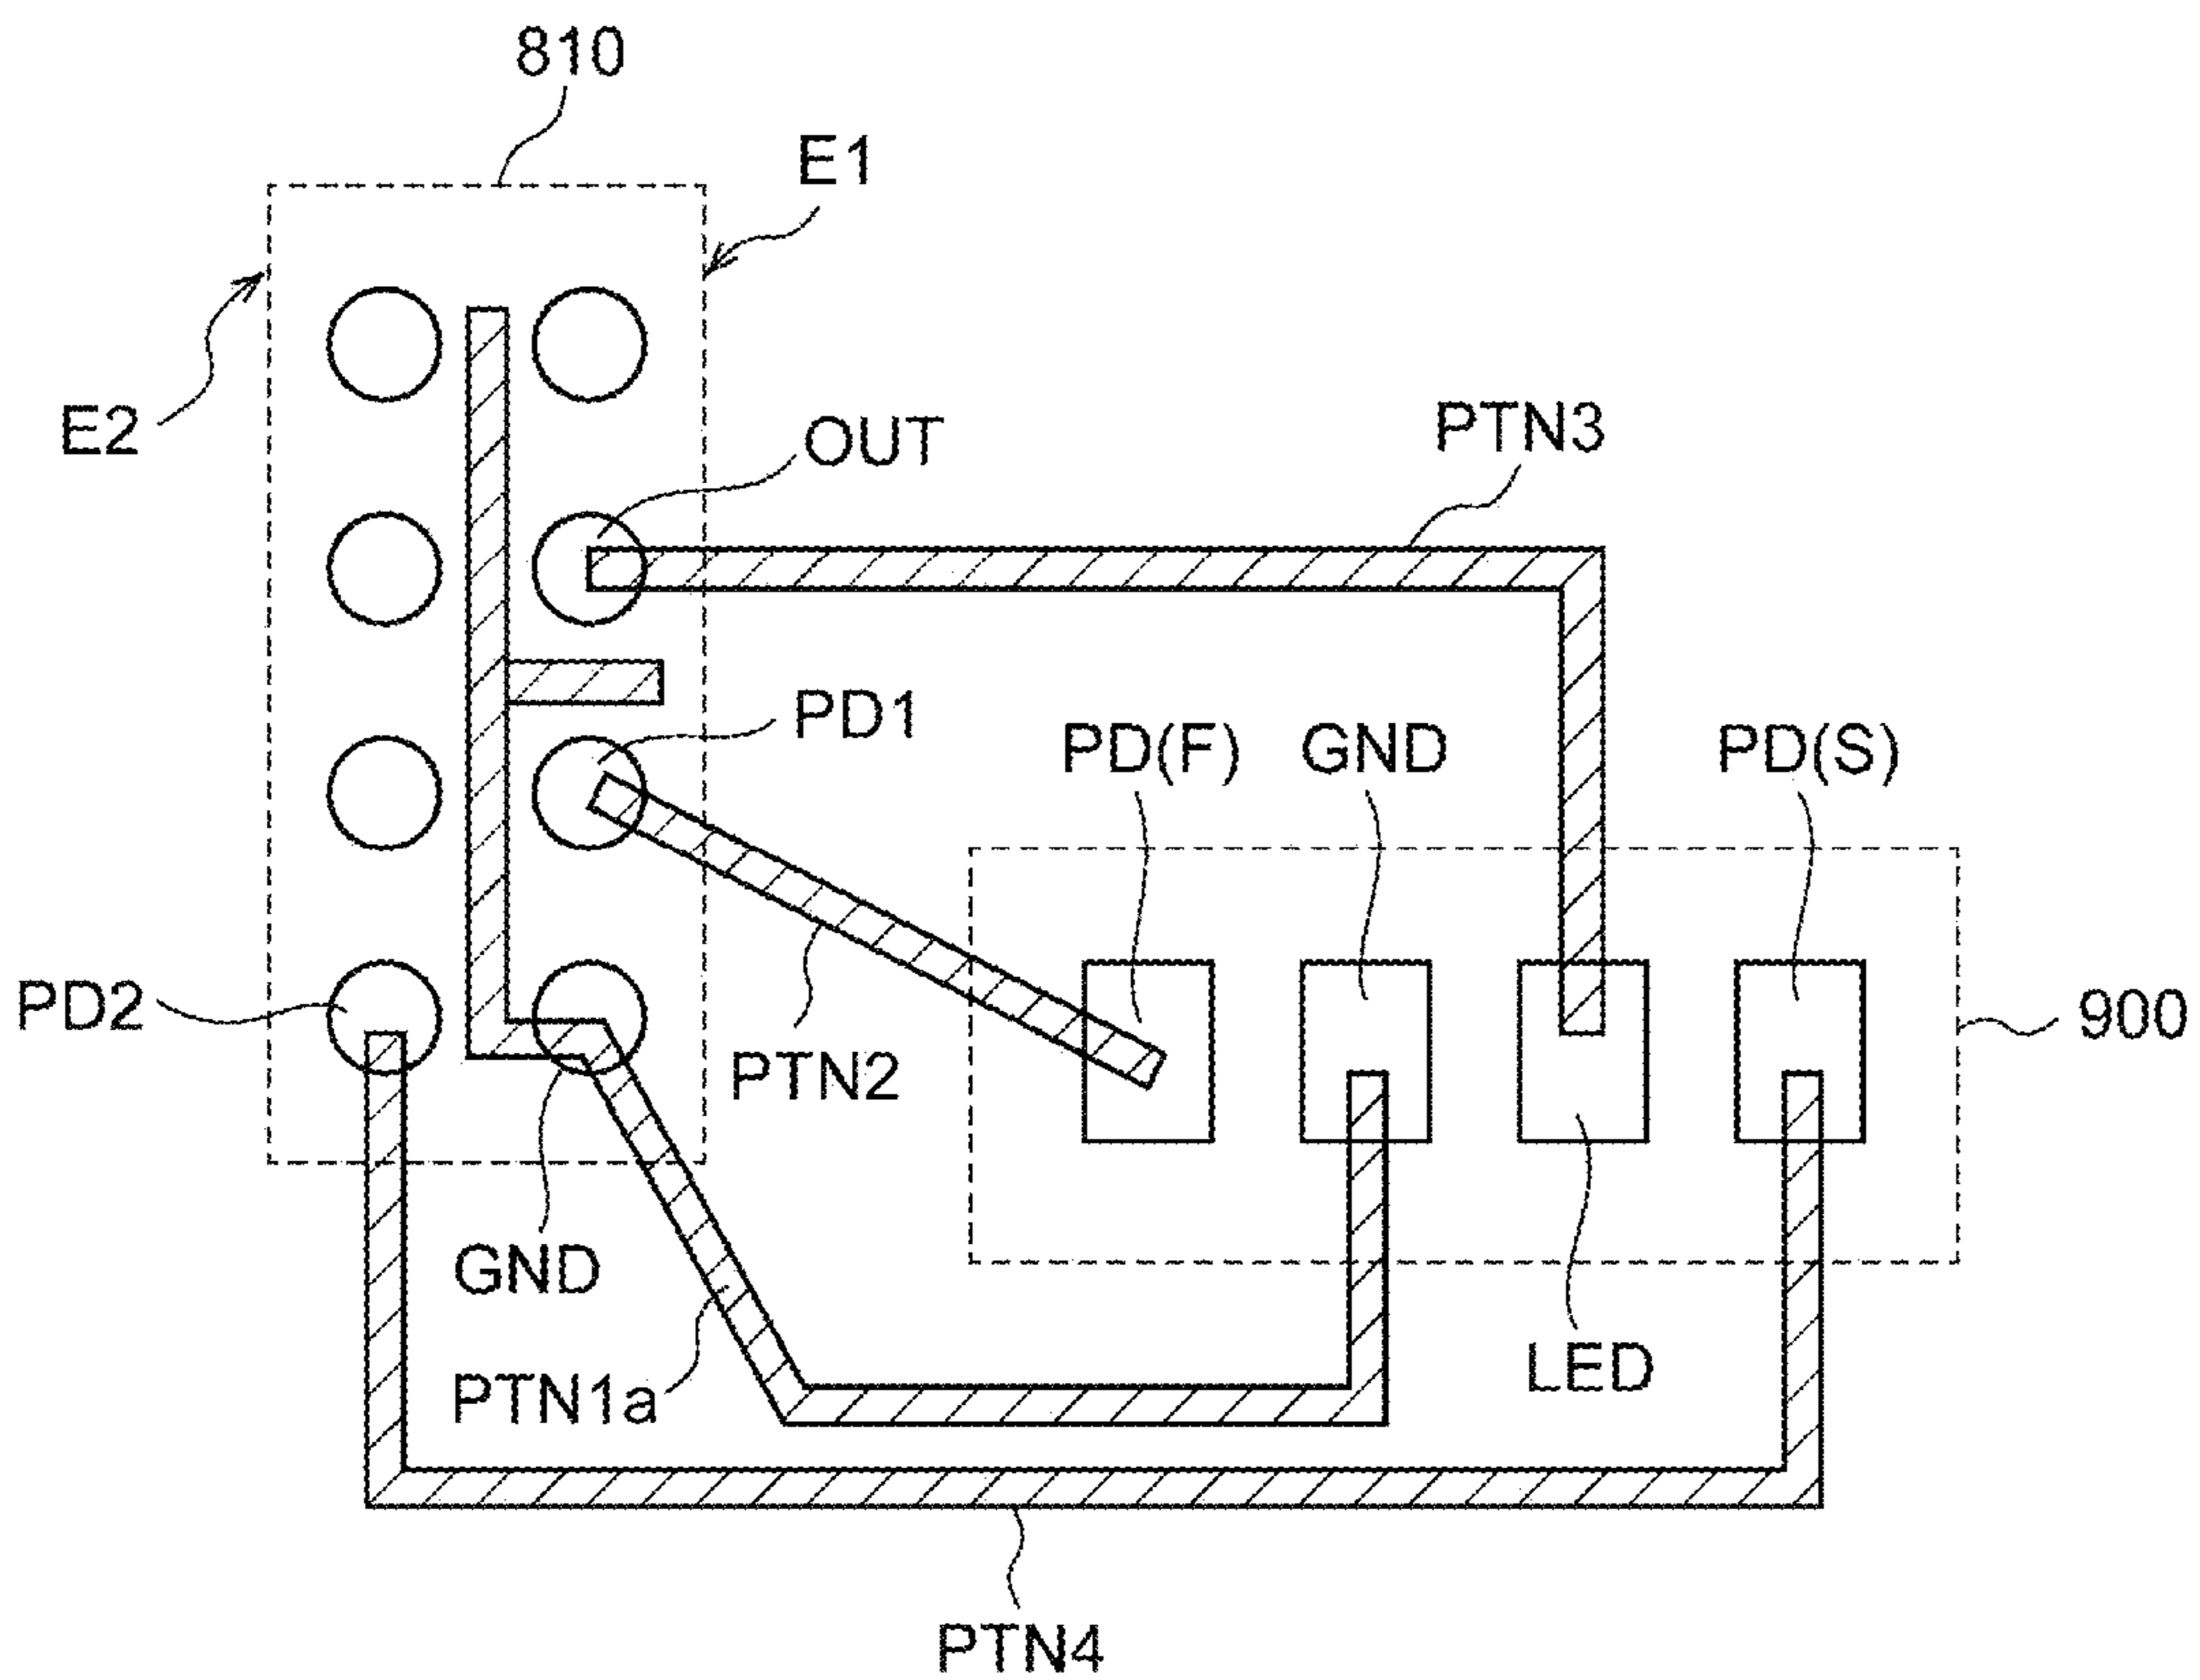 810
E1
E2
OUT
PTN3
PD1
PD(F)
GND
PD(S)
PD2
900
PTN2
GND
LED
PTN1a
PTN4